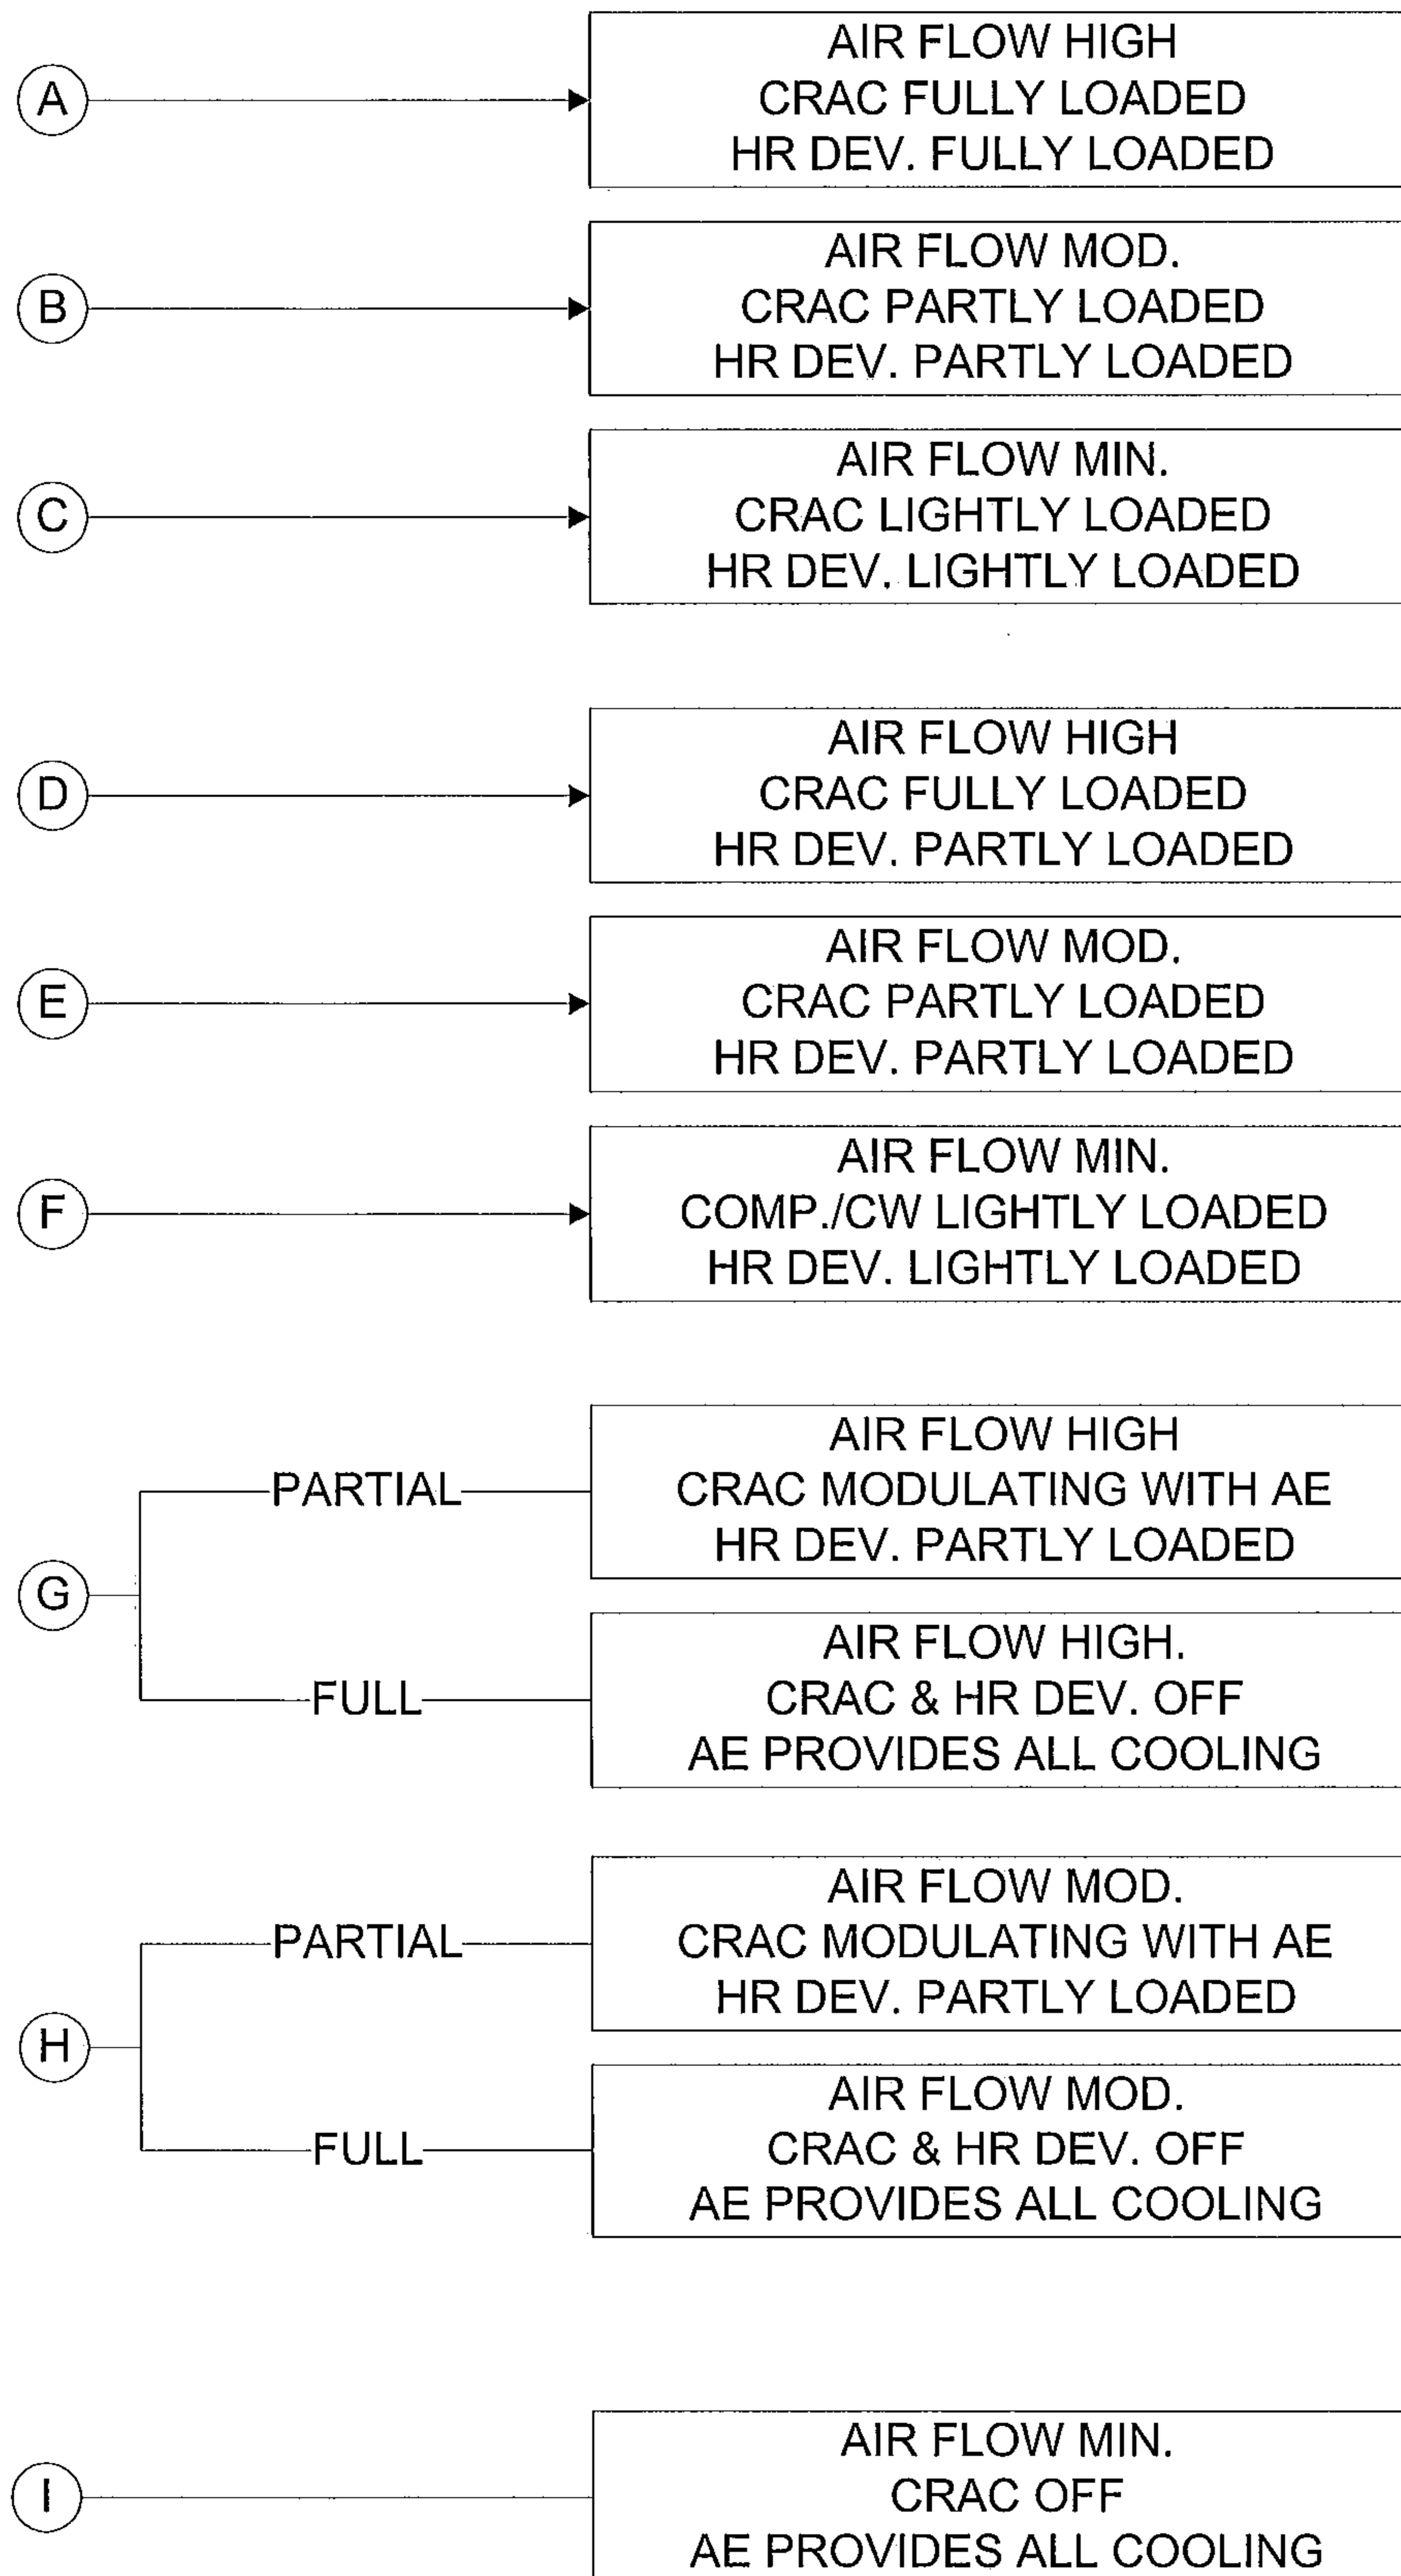 A
AIR FLOW HIGH
CRAC FULLY LOADED
HR DEV. FULLY LOADED
B
AIR FLOW MOD.
CRAC PARTLY LOADED
HR DEV. PARTLY LOADED
C
AIR FLOW MIN.
CRAC LIGHTLY LOADED
HR DEV. LIGHTLY LOADED
D
AIR FLOW HIGH
CRAC FULLY LOADED
HR DEV. PARTLY LOADED
E
AIR FLOW MOD.
CRAC PARTLY LOADED
HR DEV. PARTLY LOADED
F
AIR FLOW MIN.
COMP./CW LIGHTLY LOADED
HR DEV. LIGHTLY LOADED
G
PARTIAL
AIR FLOW HIGH
CRAC MODULATING WITH AE
HR DEV. PARTLY LOADED
FULL
AIR FLOW HIGH.
CRAC & HR DEV. OFF
AE PROVIDES ALL COOLING
H
PARTIAL
AIR FLOW MOD.
CRAC MODULATING WITH AE
HR DEV. PARTLY LOADED
FULL
AIR FLOW MOD.
CRAC & HR DEV. OFF
AE PROVIDES ALL COOLING
I
AIR FLOW MIN.
CRAC OFF
AE PROVIDES ALL COOLING